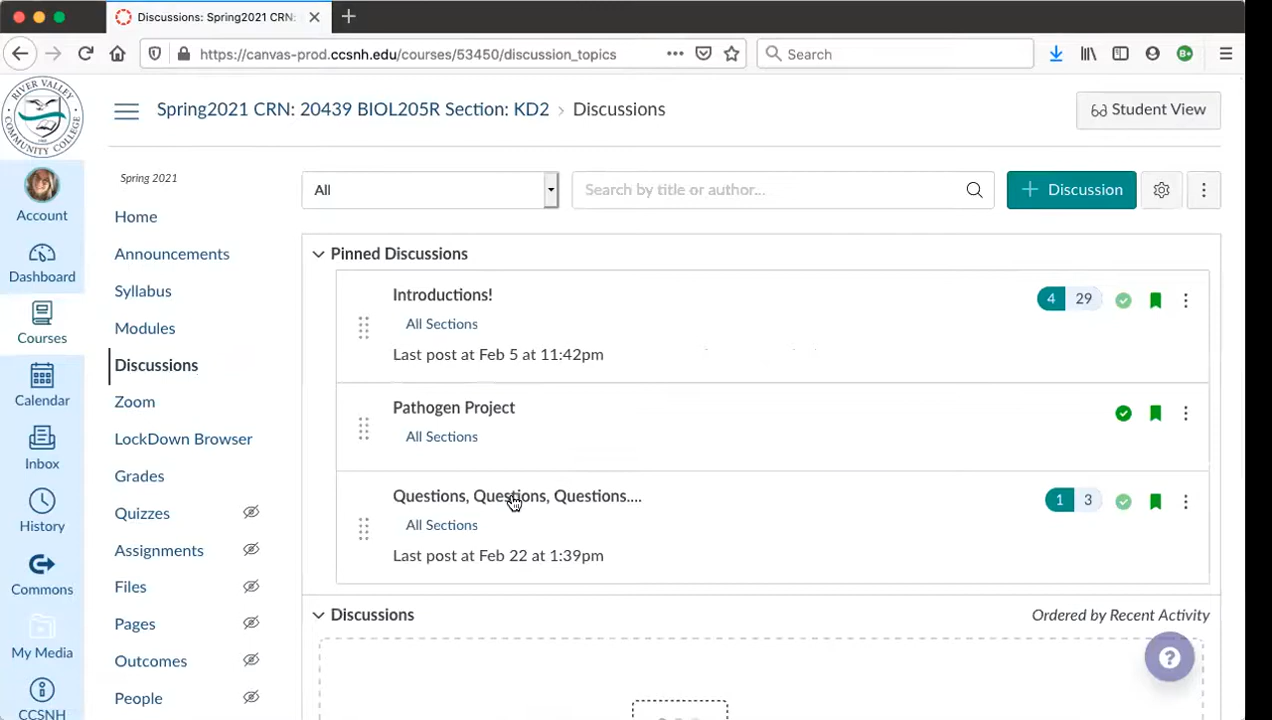 Discussions: Spring2021 CRN:
https://canvas-prod.ccsnh.edu/courses/53450/discussion_topics
Search
RIVER VALLEY
COMMUNITY COLLEGE
Spring2021 CRN: 20439 BIOL205R Section: KD2 › Discussions
Student View
Account
Dashboard
Courses
Calendar
Inbox
History
Commons
My Media
CCSNH
Spring 2021
Home
Announcements
Syllabus
Modules
Discussions
Zoom
LockDown Browser
Grades
Quizzes
Assignments
Files
Pages
Outcomes
People
All
Search by title or author...
+ Discussion
Pinned Discussions
Introductions!
All Sections
Last post at Feb 5 at 11:42pm
4 29
Pathogen Project
All Sections
Questions, Questions, Questions....
All Sections
Last post at Feb 22 at 1:39pm
1 3
Discussions
Ordered by Recent Activity
?